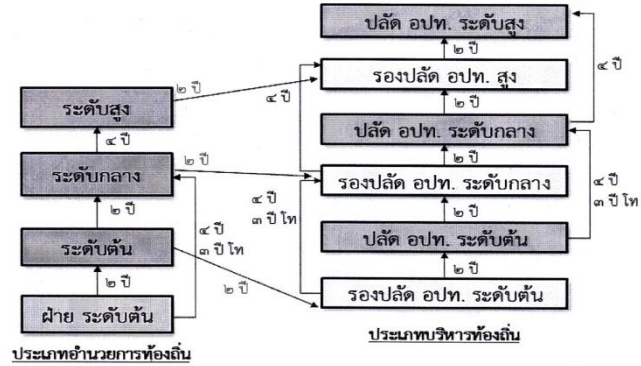 ปลัด อปท. ระดับสูง
๒ ปี
๔ ปี
รองปลัด อปท. สูง
๒ ปี
๔ ปี
ระดับสูง
๒ ปี
ปลัด อปท. ระดับกลาง
๔ ปี
๒ ปี
ระดับกลาง
๒ ปี
รองปลัด อปท. ระดับกลาง
๒ ปี
๔ ปี
๓ ปี โท
๔ ปี
๓ ปี โท
๒ ปี
๔ ปี
๓ ปี โท
ระดับต้น
ปลัด อปท. ระดับต้น
๒ ปี
๒ ปี
๒ ปี
ฝ่าย ระดับต้น
รองปลัด อปท. ระดับต้น
ประเภทอำนวยการท้องถิ่น
ประเภทบริหารท้องถิ่น